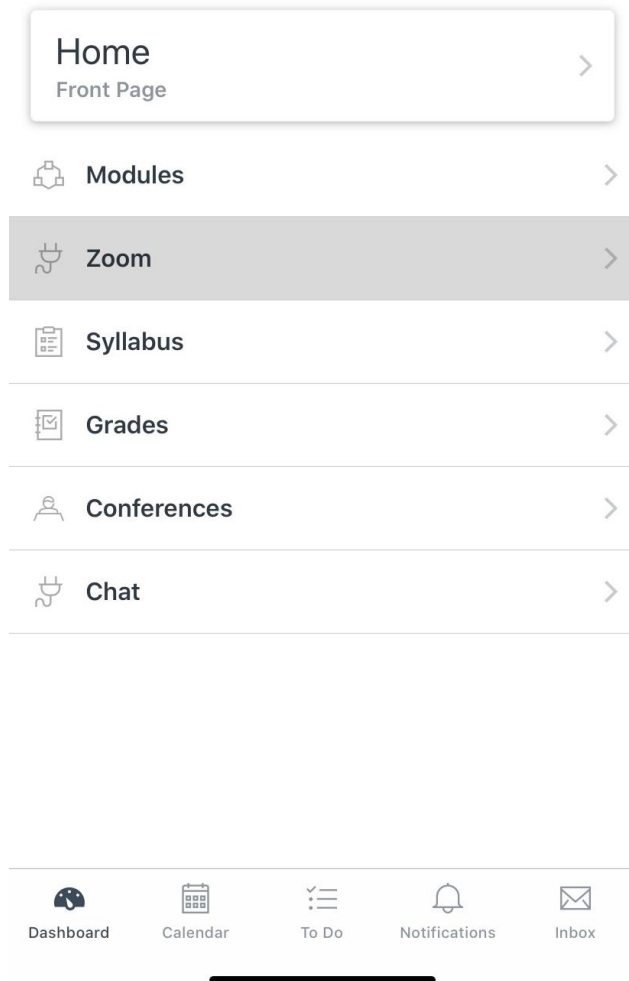 Home
Front Page
Modules
Zoom
Syllabus
Grades
Conferences
Chat
Dashboard Calendar To Do Notifications Inbox